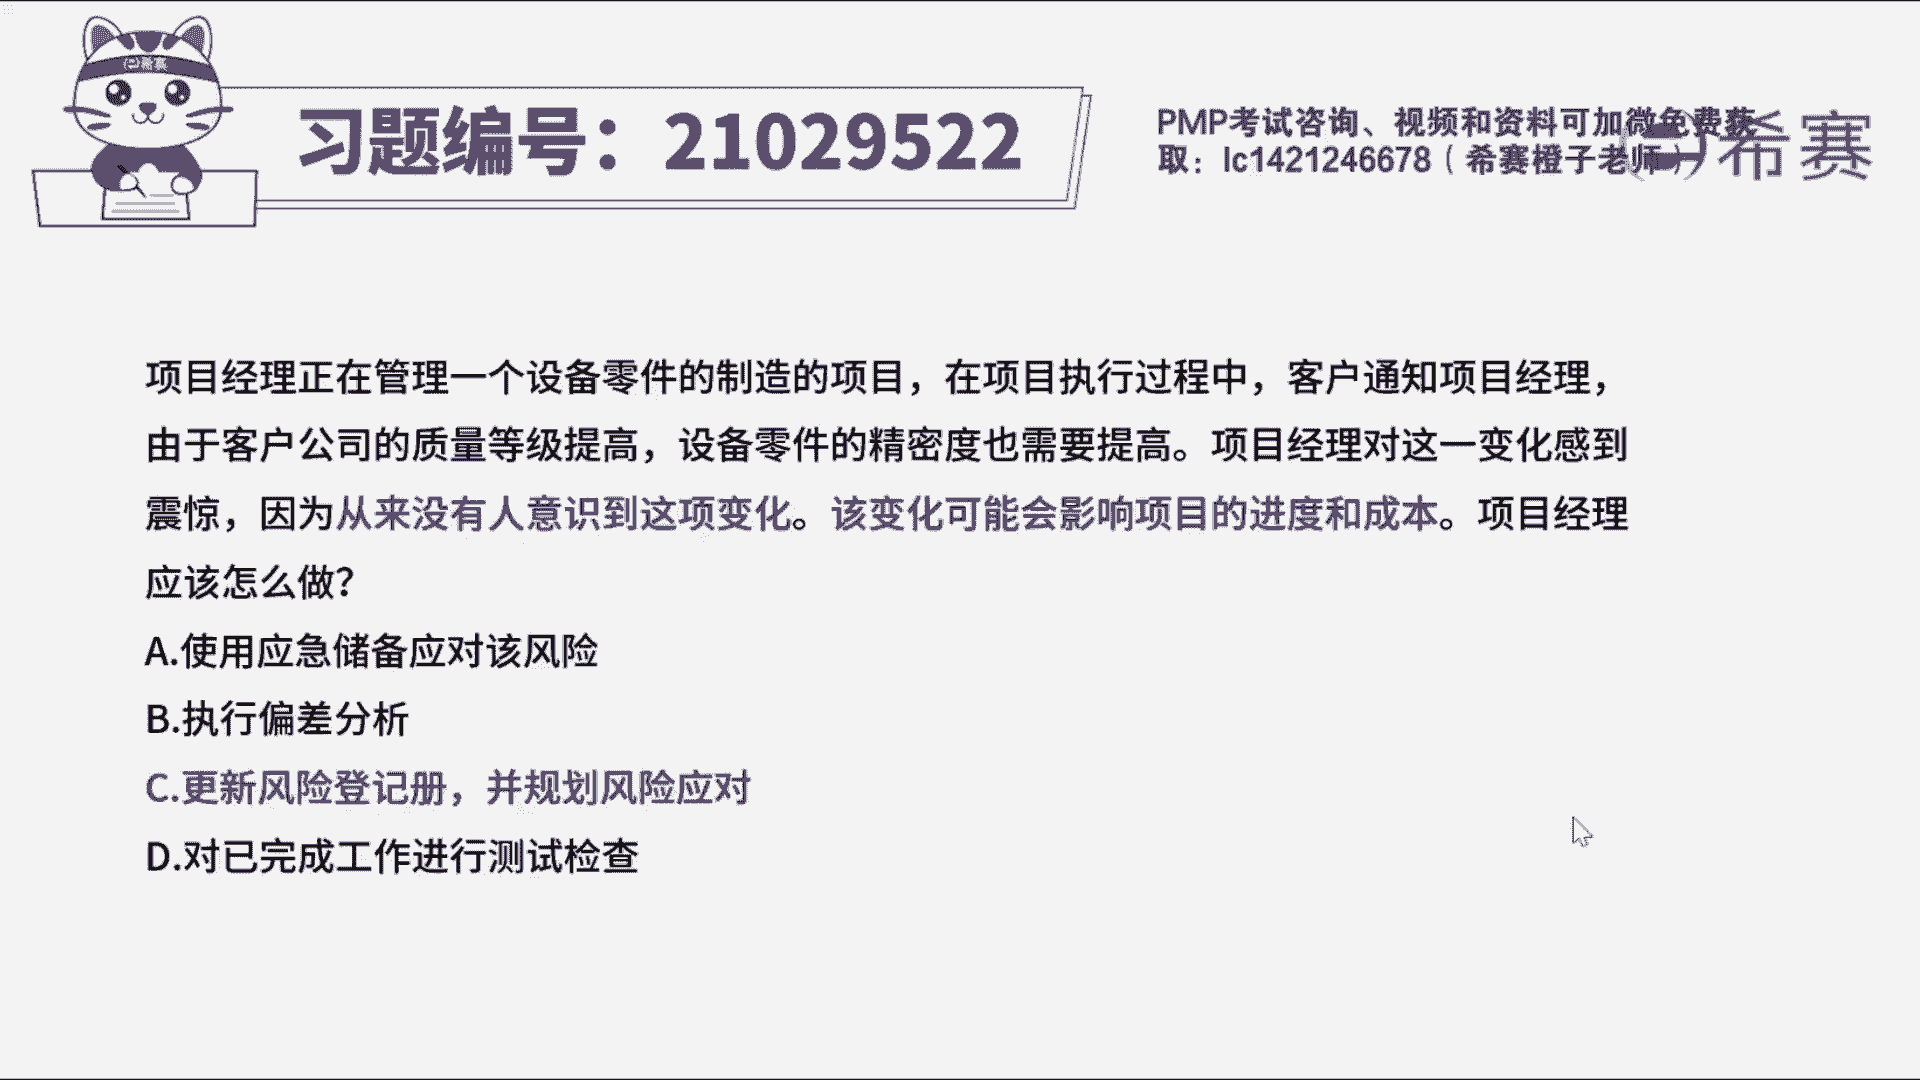 希赛
习题编号：21029522
PMP考试咨询、视频和资料可加微免费获
取：lc1421246678（希赛橙子老师）
希赛
项目经理正在管理一个设备零件的制造的项目，在项目执行过程中，客户通知项目经理，
由于客户公司的质量等级提高，设备零件的精密度也需要提高。项目经理对这一变化感到
震惊，因为从来没有人意识到这项变化。该变化可能会影响项目的进度和成本。项目经理
应该怎么做？
A.使用应急储备应对该风险
B.执行偏差分析
C.更新风险登记册，并规划风险应对
D.对已完成工作进行测试检查